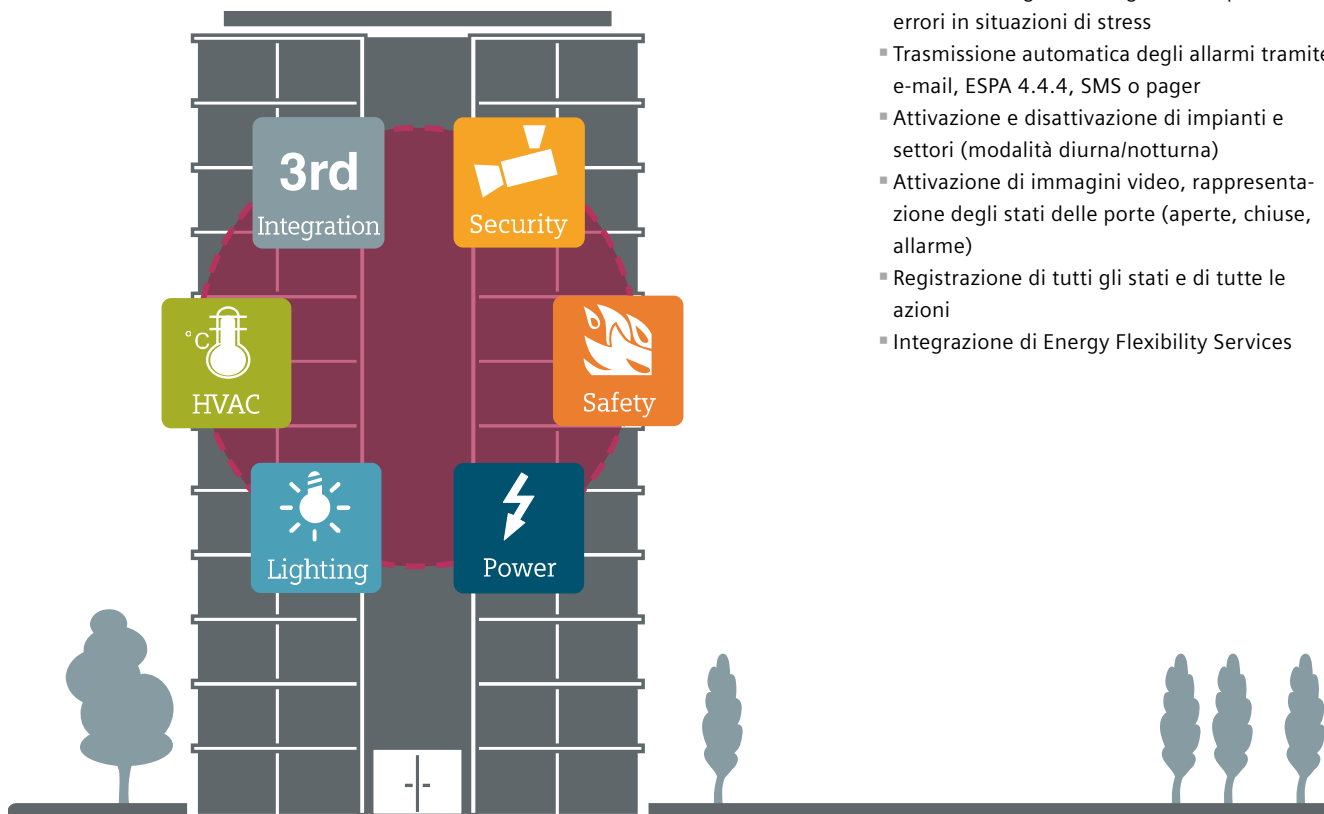 errori in situazioni di stress
▪ Trasmissione automatica degli allarmi tramite
e-mail, ESPA 4.4.4, SMS o pager
▪ Attivazione e disattivazione di impianti e
settori (modalità diurna/notturna)
▪ Attivazione di immagini video, rappresenta-
zione degli stati delle porte (aperte, chiuse,
allarme)
▪ Registrazione di tutti gli stati e di tutte le
azioni
▪ Integrazione di Energy Flexibility Services
3rd
Integration
Security
°C
HVAC
Safety
Lighting
Power